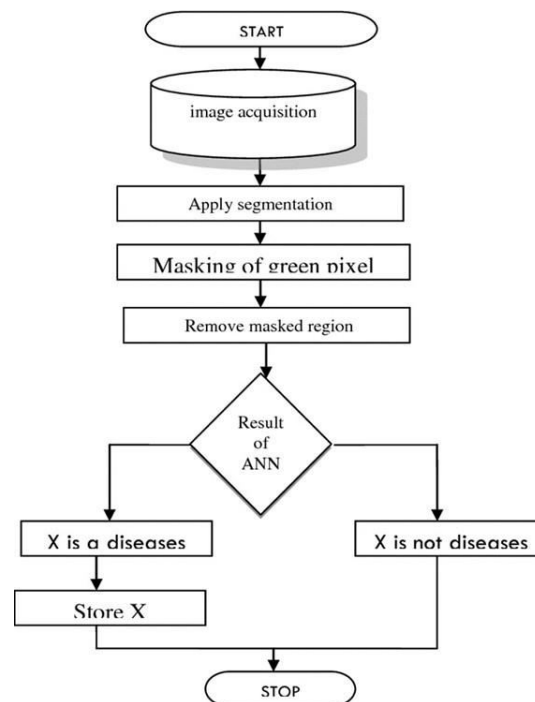 START
image acquisition
Apply segmentation
Masking of green pixel
Remove masked region
Result
of
ANN
X is a diseases
X is not diseases
Store X
STOP